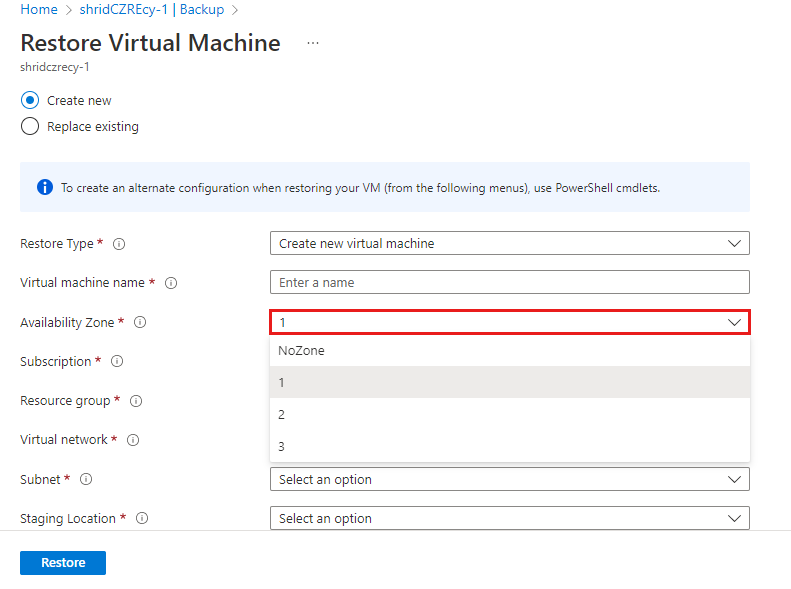 Home > shridCZREcy-1 | Backup >
Restore Virtual Machine ...
shridczrecy-1
Create new
Replace existing
To create an alternate configuration when restoring your VM (from the following menus), use PowerShell cmdlets.
Restore Type * Create new virtual machine
Virtual machine name * Enter a name
Availability Zone * 1
NoZone
Subscription *
1
Resource group *
2
Virtual network *
3
Subnet * Select an option
Staging Location * Select an option
Restore